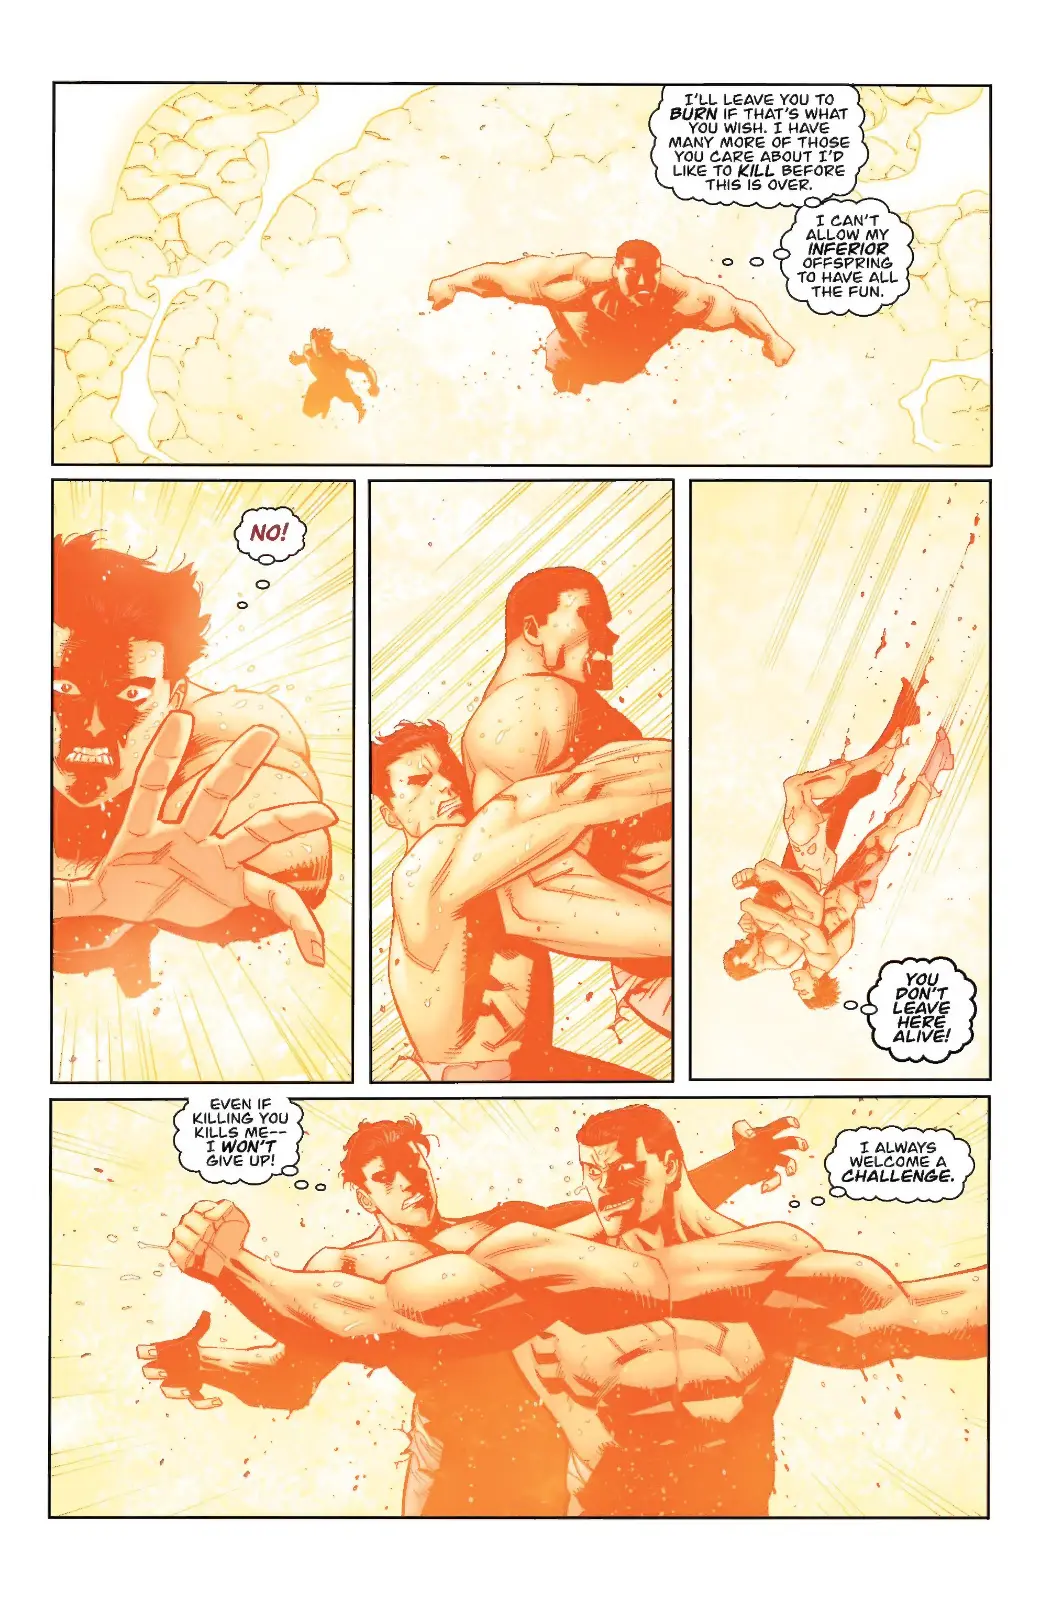 I'LL LEAVE YOU TO
BURN IF THAT'S WHAT
YOU WISH. I HAVE
MANY MORE OF THOSE
YOU CARE ABOUT I'D
LIKE TO KILL BEFORE
THIS IS OVER.
I CAN'T
ALLOW MY
INFERIOR
OFFSPRING
TO HAVE ALL
THE FUN.
NO!
YOU
DON'T
LEAVE
HERE
ALIVE!
EVEN IF
KILLING YOU
KILLS ME--
I WON'T
GIVE UP!
I ALWAYS
WELCOME A
CHALLENGE.